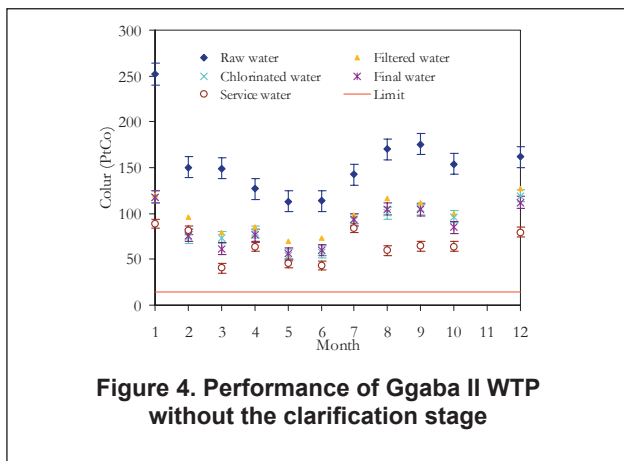 300
250
200
150
100
50
0
Colur (PtCo)
Raw water
Filtered water
Chlorinated water
Final water
Service water
Limit
1 2 3 4 5 6 7 8 9 10 11 12
Month
Figure 4. Performance of Ggaba II WTP
without the clarification stage